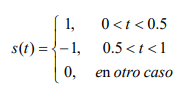 1, 0 < t < 0.5
s(t) = { −1, 0.5 < t < 1
0, en otro caso